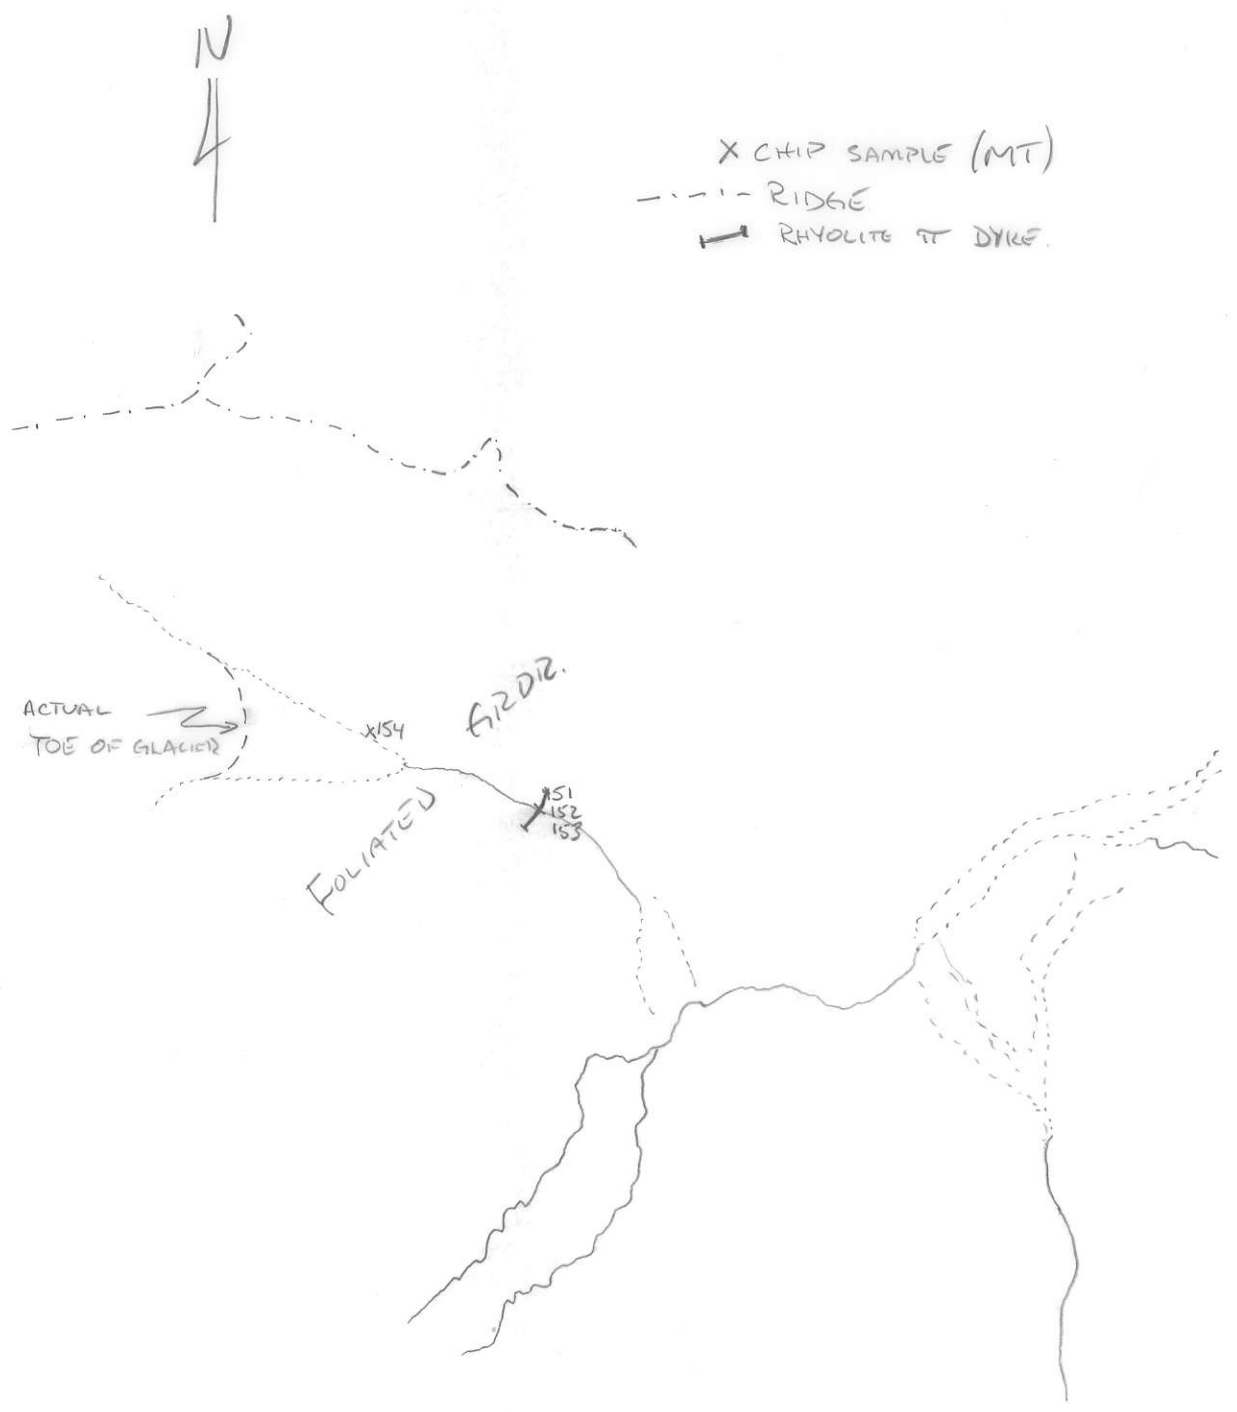 N
X CHIP SAMPLE (MT)
RIDGE
RHYOLITE π DYKE.
GRDR.
ACTUAL
TOE OF GLACIER
X154
FOLIATED
151
152
153